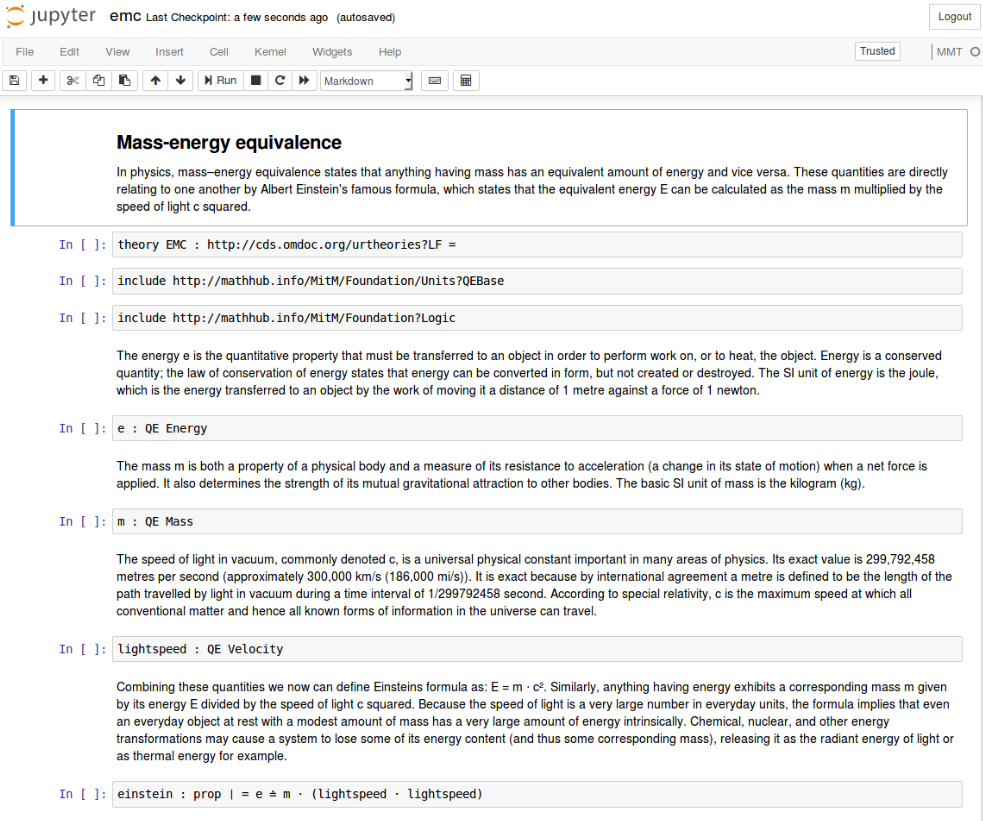 jupyter emc Last Checkpoint: a few seconds ago (autosaved)
Logout
File Edit View Insert Cell Kernel Widgets Help
Trusted
MMT
Run
Markdown
Mass-energy equivalence
In physics, mass–energy equivalence states that anything having mass has an equivalent amount of energy and vice versa. These quantities are directly
relating to one another by Albert Einstein's famous formula, which states that the equivalent energy E can be calculated as the mass m multiplied by the
speed of light c squared.
In [ ]: theory EMC : http://cds.omdoc.org/urtheories?LF =
In [ ]: include http://mathhub.info/MitM/Foundation/Units?QEBase
In [ ]: include http://mathhub.info/MitM/Foundation?Logic
The energy e is the quantitative property that must be transferred to an object in order to perform work on, or to heat, the object. Energy is a conserved
quantity; the law of conservation of energy states that energy can be converted in form, but not created or destroyed. The SI unit of energy is the joule,
which is the energy transferred to an object by the work of moving it a distance of 1 metre against a force of 1 newton.
In [ ]: e : QE Energy
The mass m is both a property of a physical body and a measure of its resistance to acceleration (a change in its state of motion) when a net force is
applied. It also determines the strength of its mutual gravitational attraction to other bodies. The basic SI unit of mass is the kilogram (kg).
In [ ]: m : QE Mass
The speed of light in vacuum, commonly denoted c, is a universal physical constant important in many areas of physics. Its exact value is 299,792,458
metres per second (approximately 300,000 km/s (186,000 mi/s)). It is exact because by international agreement a metre is defined to be the length of the
path travelled by light in vacuum during a time interval of 1/299792458 second. According to special relativity, c is the maximum speed at which all
conventional matter and hence all known forms of information in the universe can travel.
In [ ]: lightspeed : QE Velocity
Combining these quantities we now can define Einsteins formula as: E = m · c². Similarly, anything having energy exhibits a corresponding mass m given
by its energy E divided by the speed of light c squared. Because the speed of light is a very large number in everyday units, the formula implies that even
an everyday object at rest with a modest amount of mass has a very large amount of energy intrinsically. Chemical, nuclear, and other energy
transformations may cause a system to lose some of its energy content (and thus some corresponding mass), releasing it as the radiant energy of light or
as thermal energy for example.
In [ ]: einstein : prop | = e ≐ m · (lightspeed · lightspeed)